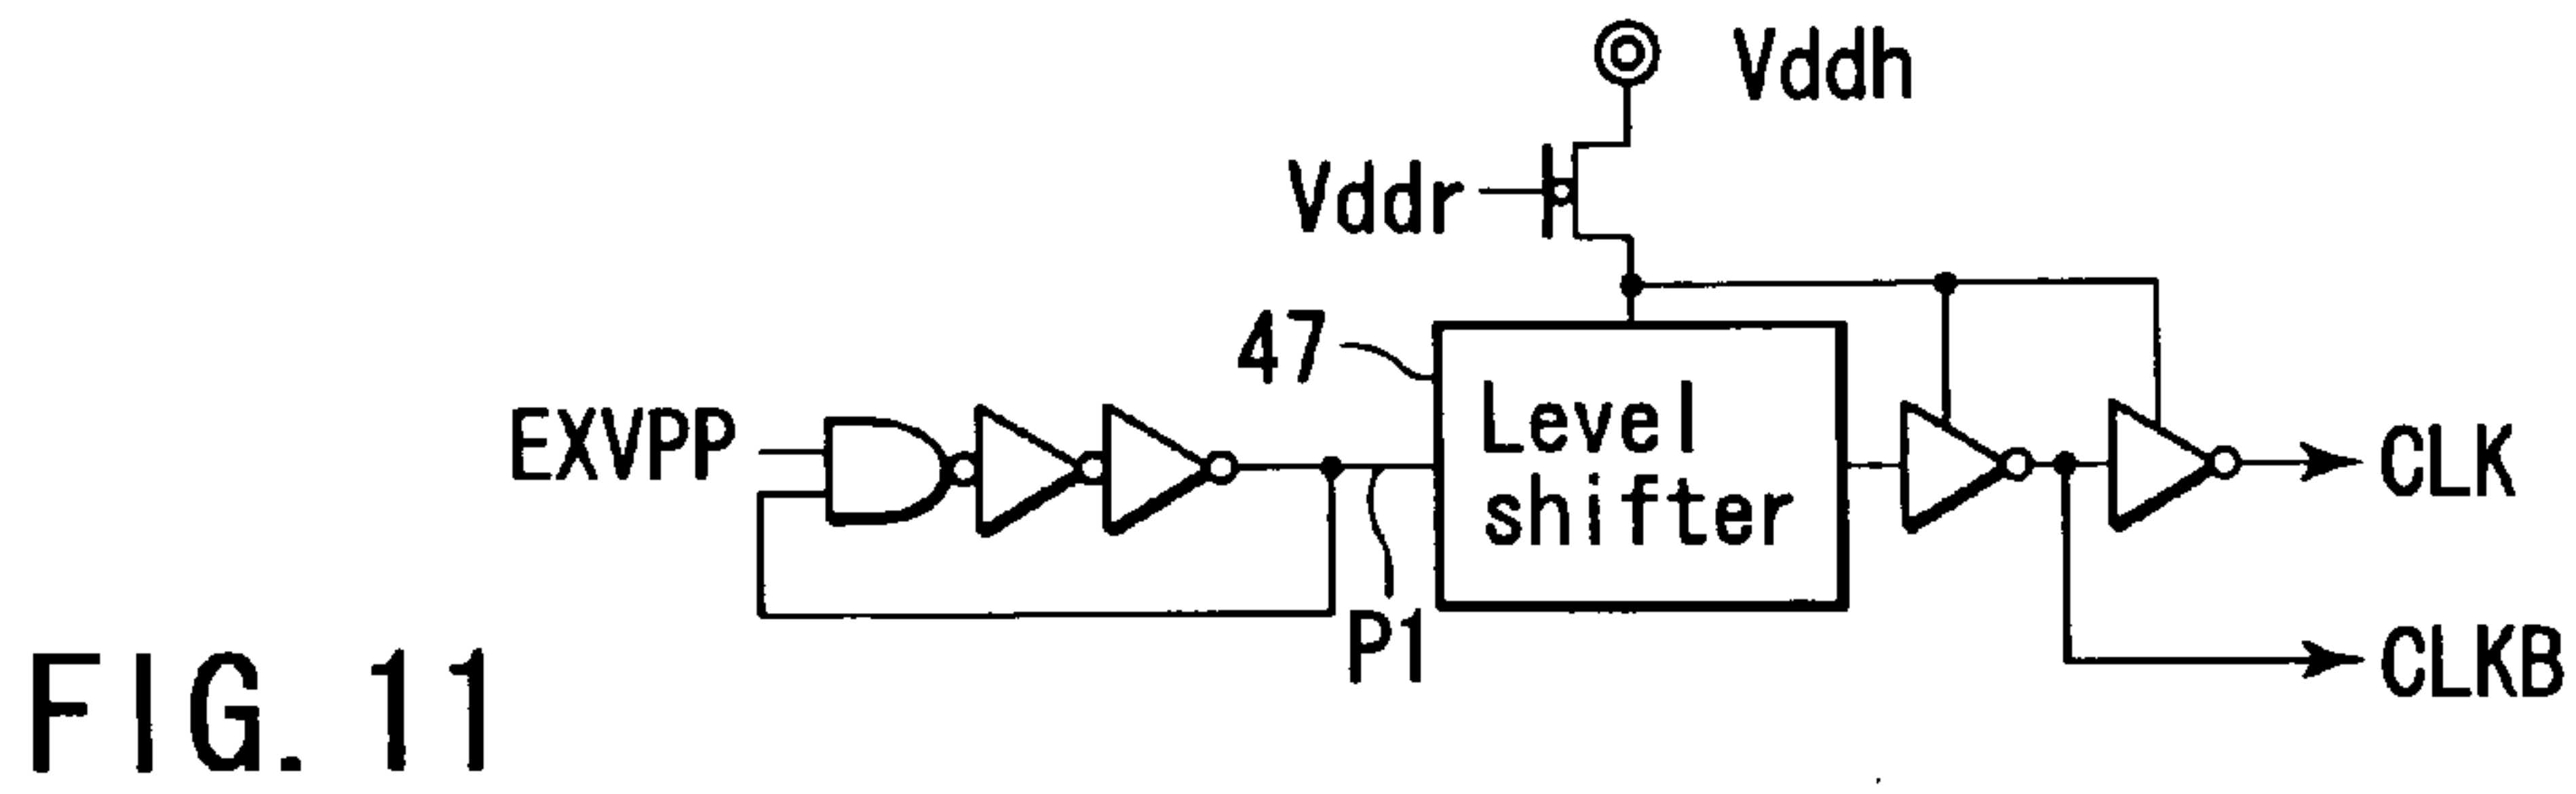 Vddh
Vddr
47
Level
shifter
EXVPP
CLK
P1
CLKB
FIG. 11